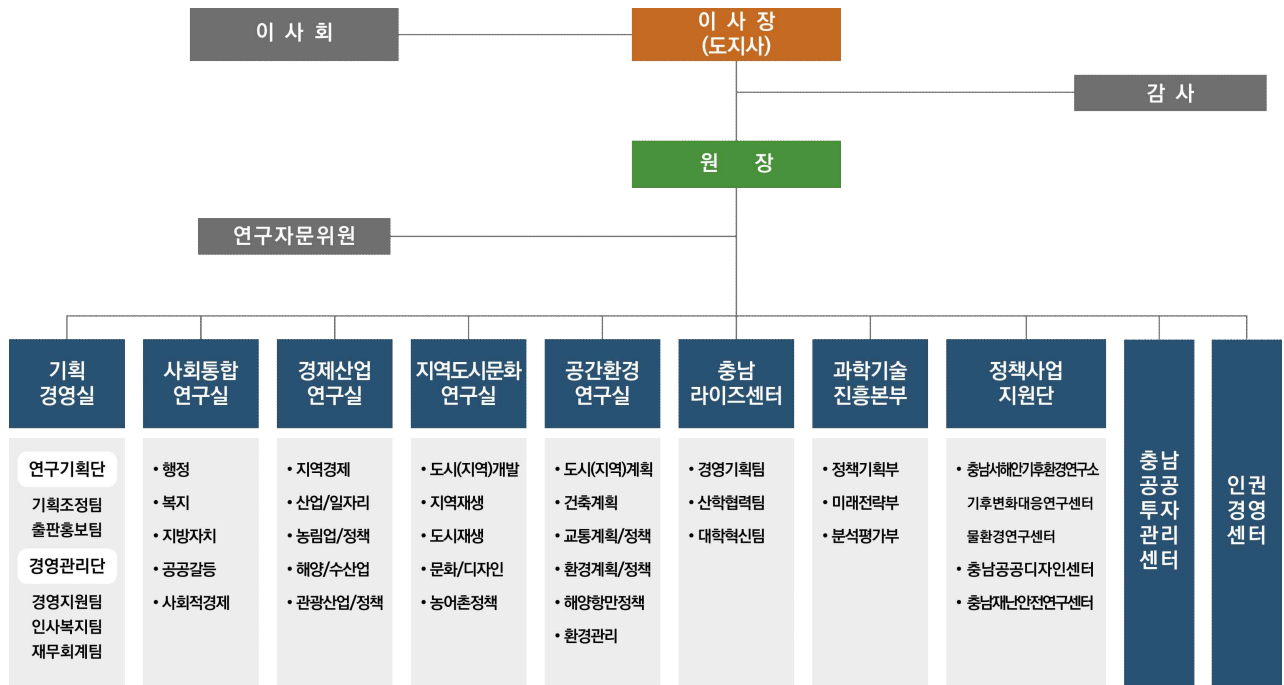 이 사 회
이 사 장
(도지사)
감 사
원 장
연구자문위원
기획
경영실
연구기획단
기획조정팀
출판홍보팀
경영관리단
경영지원팀
인사복지팀
재무회계팀
사회통합
연구실
• 행정
• 복지
• 지방자치
• 공공갈등
• 사회적경제
경제산업
연구실
• 지역경제
• 산업/일자리
• 농림업/정책
• 해양/수산업
• 관광산업/정책
지역도시문화
연구실
• 도시(지역)개발
• 지역재생
• 도시재생
• 문화/디자인
• 농어촌정책
공간환경
연구실
• 도시(지역)계획
• 건축계획
• 교통계획/정책
• 환경계획/정책
• 해양항만정책
• 환경관리
충남
라이즈센터
• 경영기획팀
• 산학협력팀
• 대학혁신팀
과학기술
진흥본부
• 정책기획부
• 미래전략부
• 분석평가부
정책사업
지원단
• 충남서해안기후환경연구소
기후변화대응연구센터
물환경연구센터
• 충남공공디자인센터
• 충남재난안전연구센터
충남
공공
투자
관리
센터
인권
경영
센터